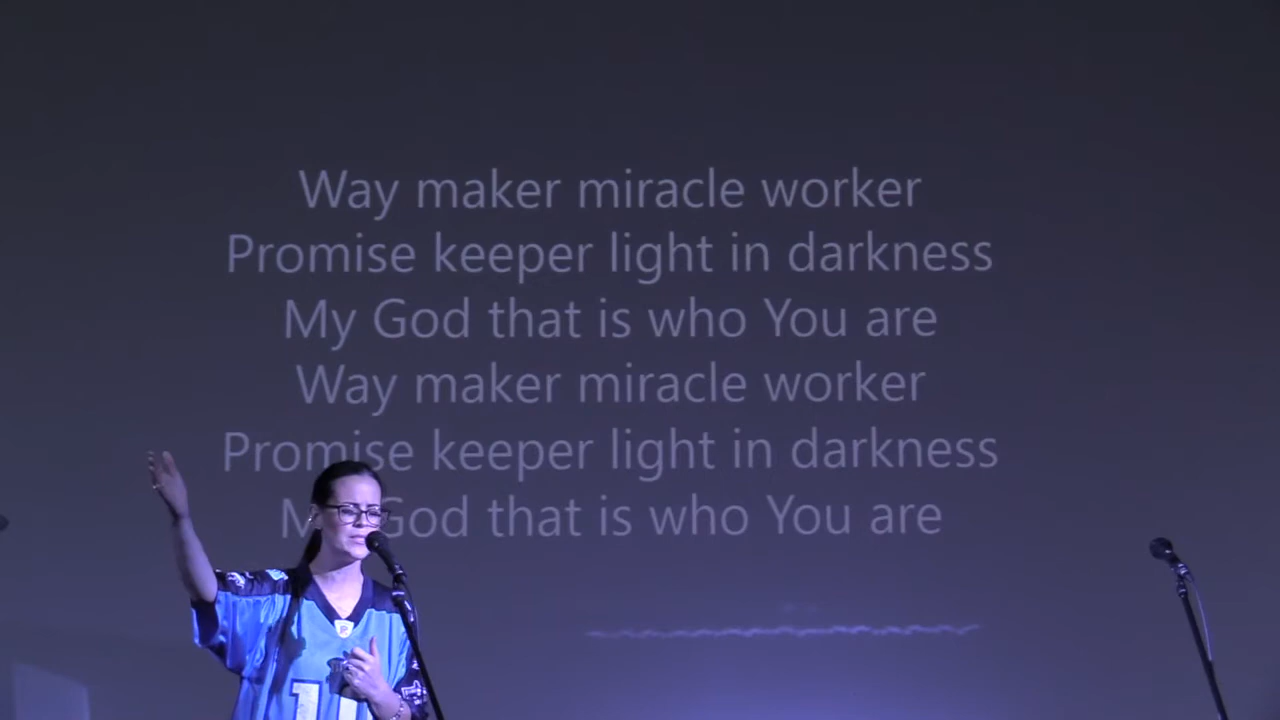 Way maker miracle worker
Promise keeper light in darkness
My God that is who You are
Way maker miracle worker
Promise keeper light in darkness
My God that is who You are